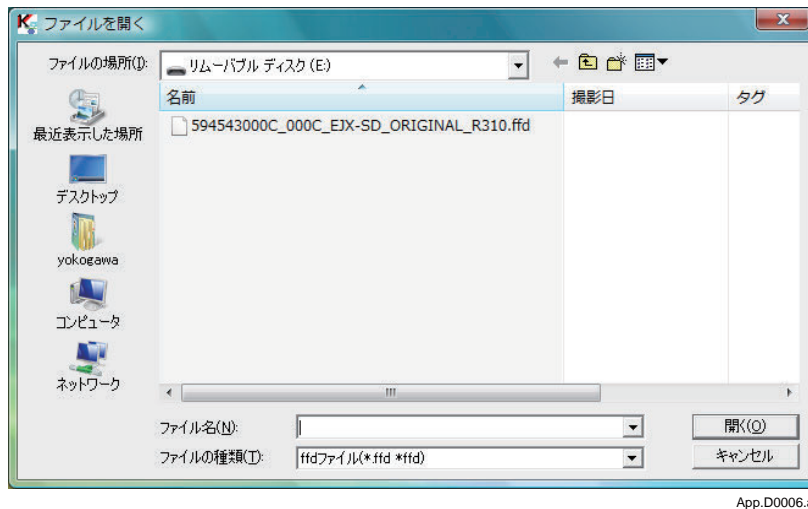 ファイルを開く
ファイルの場所(I):
リムーバブル ディスク (E:)
名前
撮影日
タグ
594543000C_000C_EJX-SD_ORIGINAL_R310.ffd
最近表示した場所
デスクトップ
yokogawa
コンピュータ
ネットワーク
ファイル名(N):
開く(O)
ファイルの種類(T):
ffdファイル(*.ffd *ffd)
キャンセル
App.D0006.